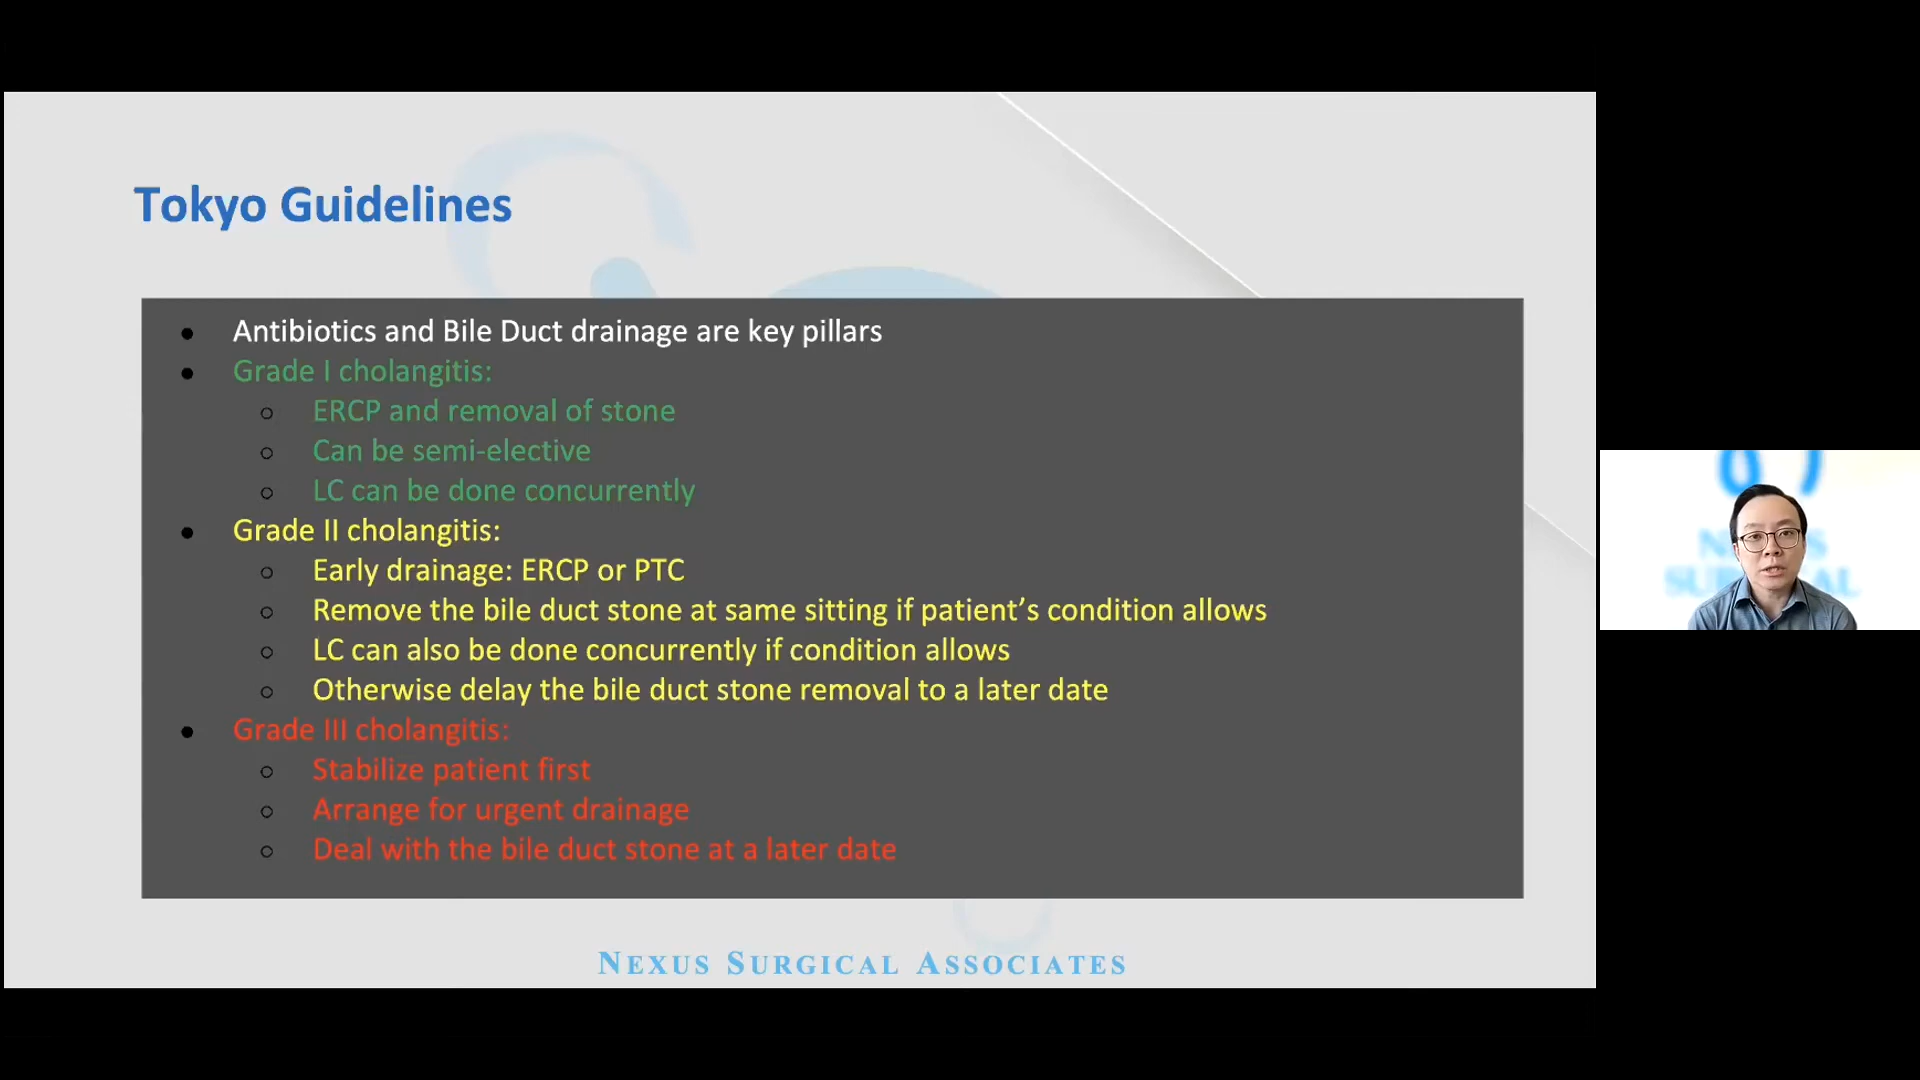 Tokyo Guidelines
Antibiotics and Bile Duct drainage are key pillars
Grade I cholangitis:
ERCP and removal of stone
Can be semi-elective
LC can be done concurrently
Grade II cholangitis:
Early drainage: ERCP or PTC
Remove the bile duct stone at same sitting if patient’s condition allows
LC can also be done concurrently if condition allows
Otherwise delay the bile duct stone removal to a later date
Grade III cholangitis:
Stabilize patient first
Arrange for urgent drainage
Deal with the bile duct stone at a later date
NEXUS SURGICAL ASSOCIATES